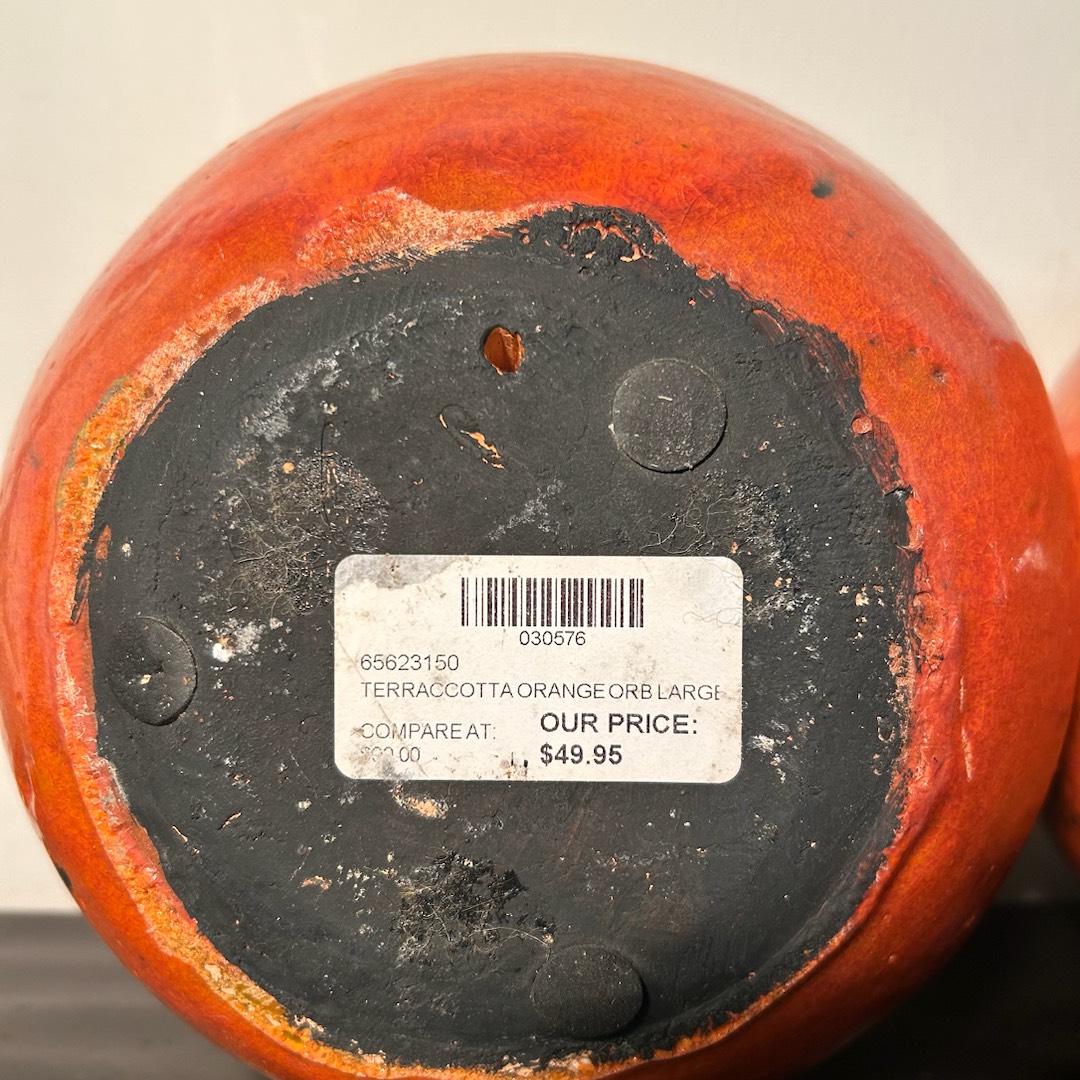 030576
65623150
TERRACCOTTA ORANGE ORB LARGE
COMPARE AT:
OUR PRICE:
$49.95